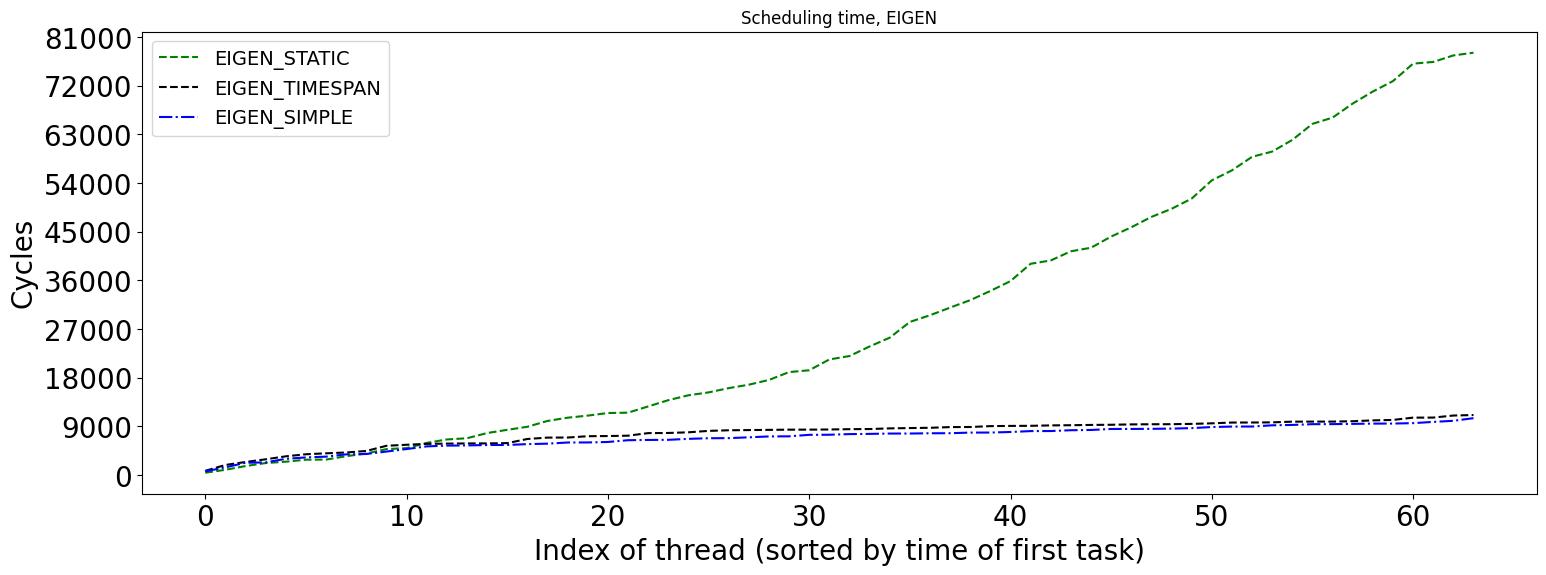 Scheduling time, EIGEN
EIGEN_STATIC
EIGEN_TIMESPAN
EIGEN_SIMPLE
Cycles
81000
72000
63000
54000
45000
36000
27000
18000
9000
0
0 10 20 30 40 50 60
Index of thread (sorted by time of first task)